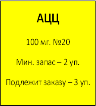 АЦЦ
100 мг. №20
Мин. запас – 2 уп.
Подлежит заказу – 3 уп.